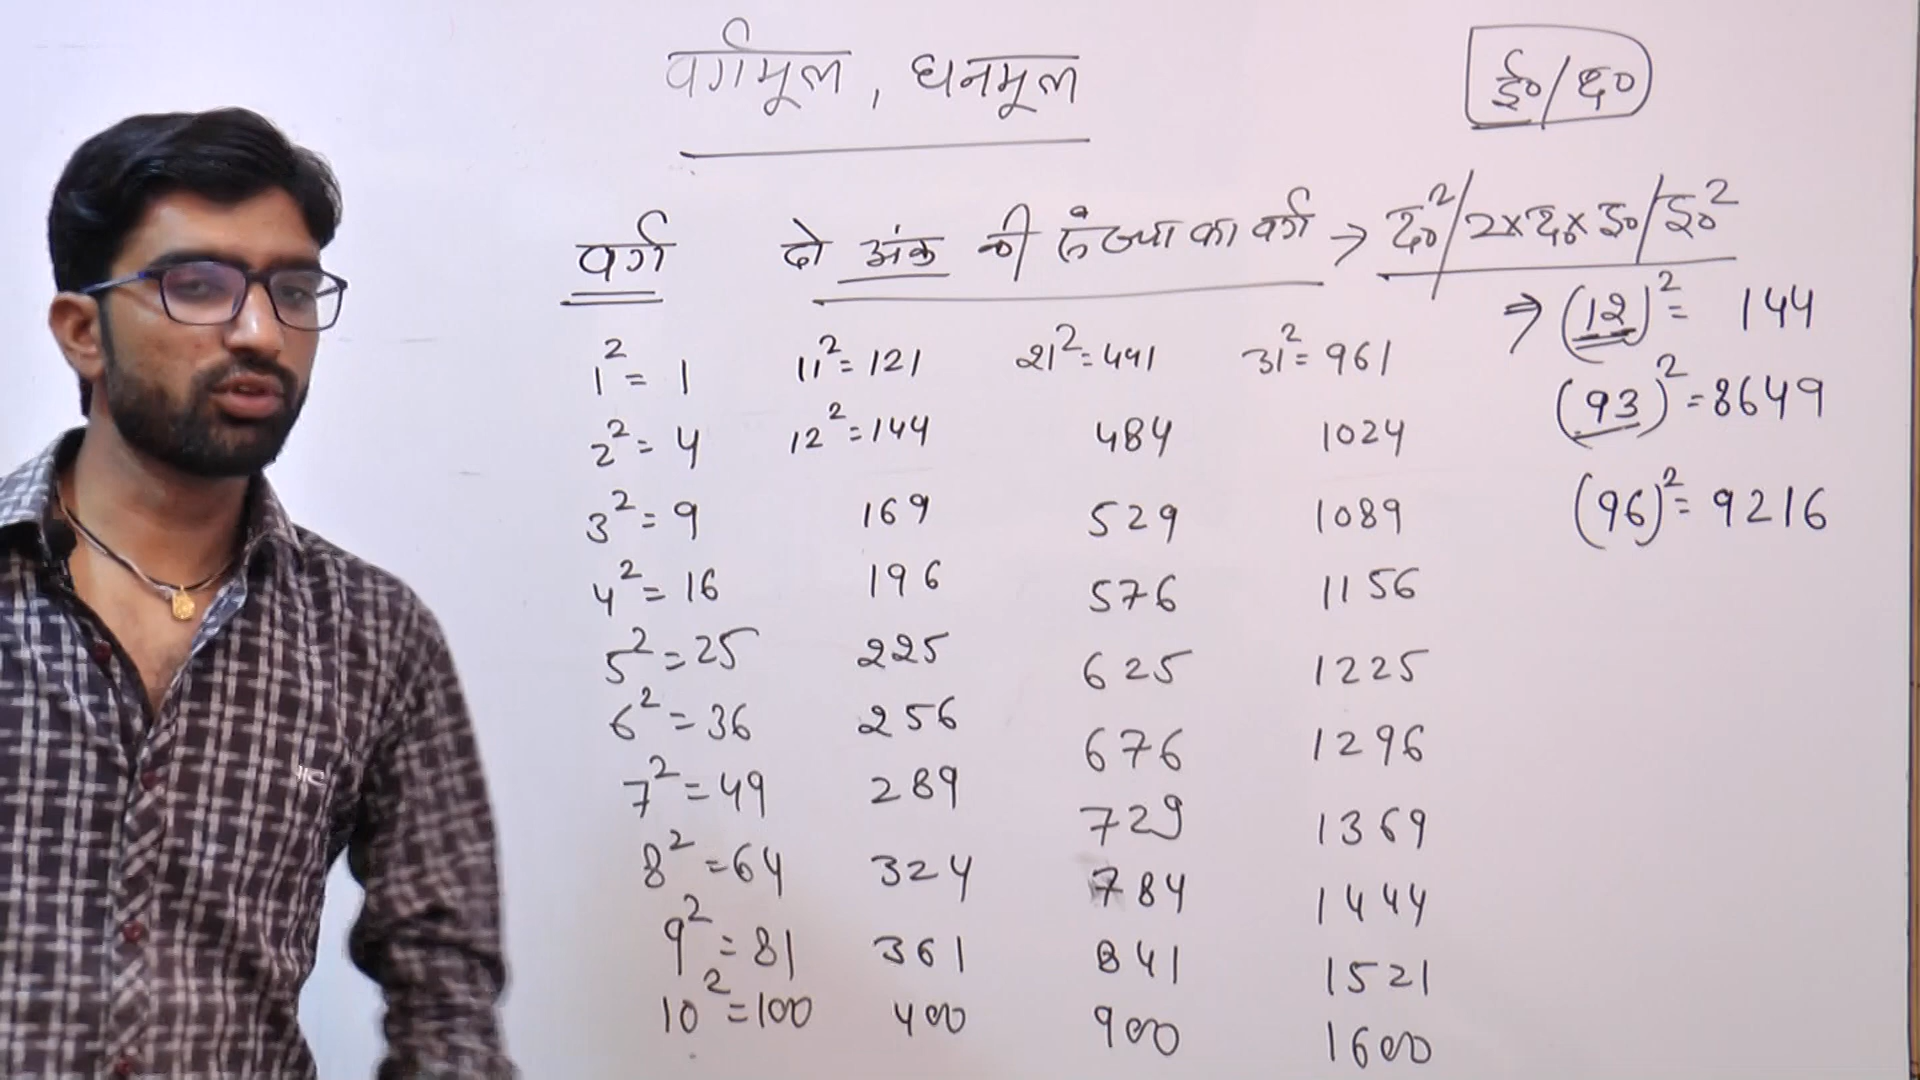 वर्गमूल, घनमूल
ई०/द०
वर्ग दो अंक की संख्या का वर्ग → द०²/2×द०×इ०/इ०²
1² = 1 11² = 121 21² = 441 31² = 961 ⇒ (12)² = 144
2² = 4 12² = 144 484 1024 (93)² = 8649
3² = 9 169 529 1089 (96)² = 9216
4² = 16 196 576 1156
5² = 25 225 625 1225
6² = 36 256 676 1296
7² = 49 289 729 1369
8² = 64 324 784 1444
9² = 81 361 841 1521
10² = 100 400 900 1600